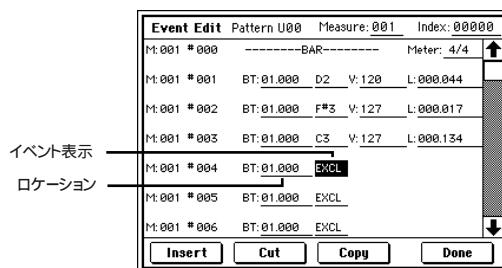 Event Edit Pattern U00 Measure: 001 Index: 00000
M: 001 #000 --------BAR-------- Meter: 4/4
M: 001 #001 BT: 01.000 D2 V: 120 L: 000.044
M: 001 #002 BT: 01.000 F#3 V: 127 L: 000.017
M: 001 #003 BT: 01.000 C3 V: 127 L: 000.134
イベント表示
M: 001 #004 BT: 01.000 EXCL
ロケーション
M: 001 #005 BT: 01.000 EXCL
M: 001 #006 BT: 01.000 EXCL
Insert Cut Copy Done